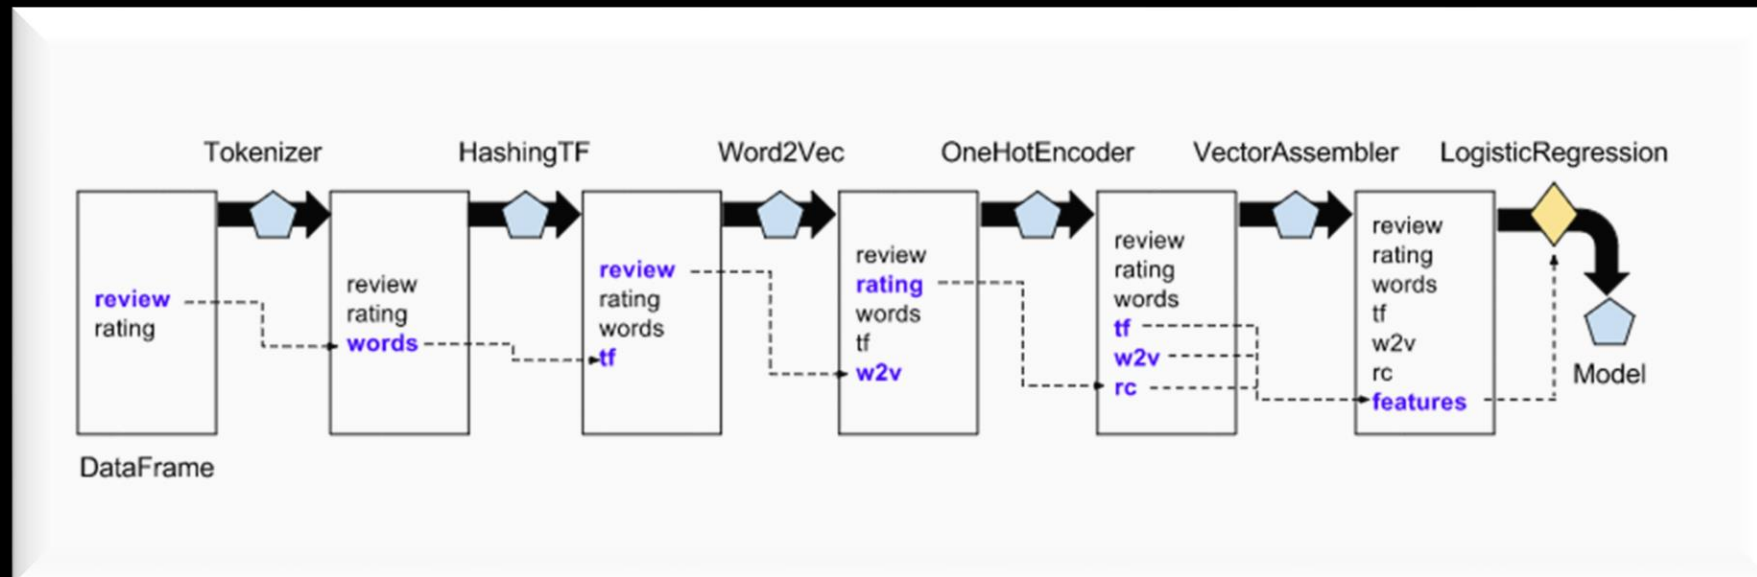 Tokenizer
HashingTF
Word2Vec
OneHotEncoder
VectorAssembler
LogisticRegression
review
rating
review
rating
words
review
rating
words
tf
review
rating
words
tf
w2v
review
rating
words
tf
w2v
rc
review
rating
words
tf
w2v
rc
features
Model
DataFrame